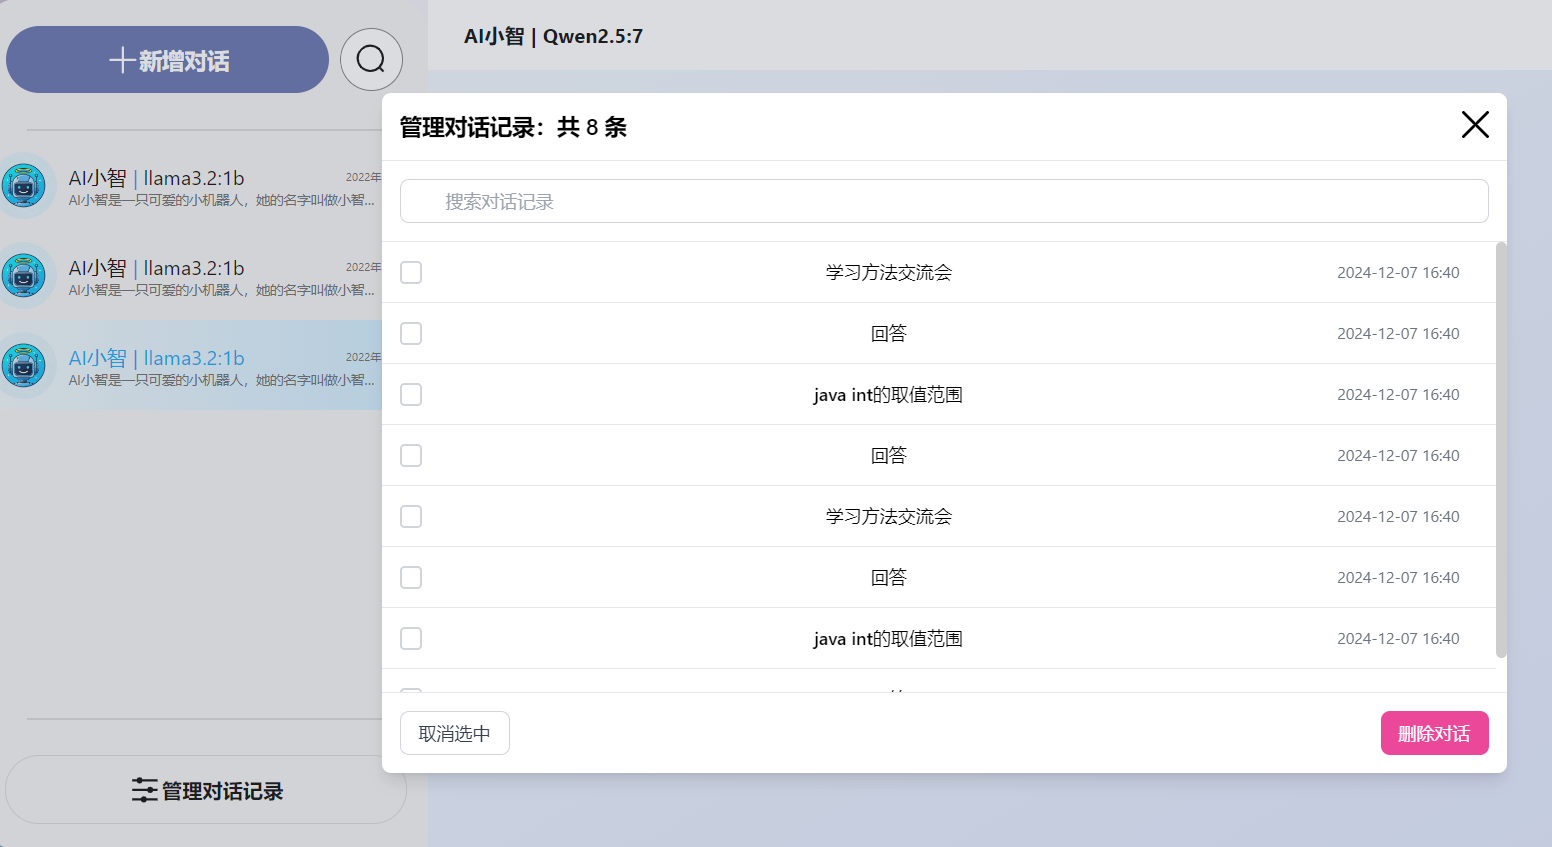 新增对话
AI小智 | Qwen2.5:7
AI小智 | llama3.2:1b
2022年
AI小智是一只可爱的小机器人，她的名字叫做小智...
AI小智 | llama3.2:1b
2022年
AI小智是一只可爱的小机器人，她的名字叫做小智...
AI小智 | llama3.2:1b
2022年
AI小智是一只可爱的小机器人，她的名字叫做小智...
管理对话记录
管理对话记录：共 8 条
搜索对话记录
学习方法交流会 2024-12-07 16:40
回答 2024-12-07 16:40
java int的取值范围 2024-12-07 16:40
回答 2024-12-07 16:40
学习方法交流会 2024-12-07 16:40
回答 2024-12-07 16:40
java int的取值范围 2024-12-07 16:40
取消选中
删除对话